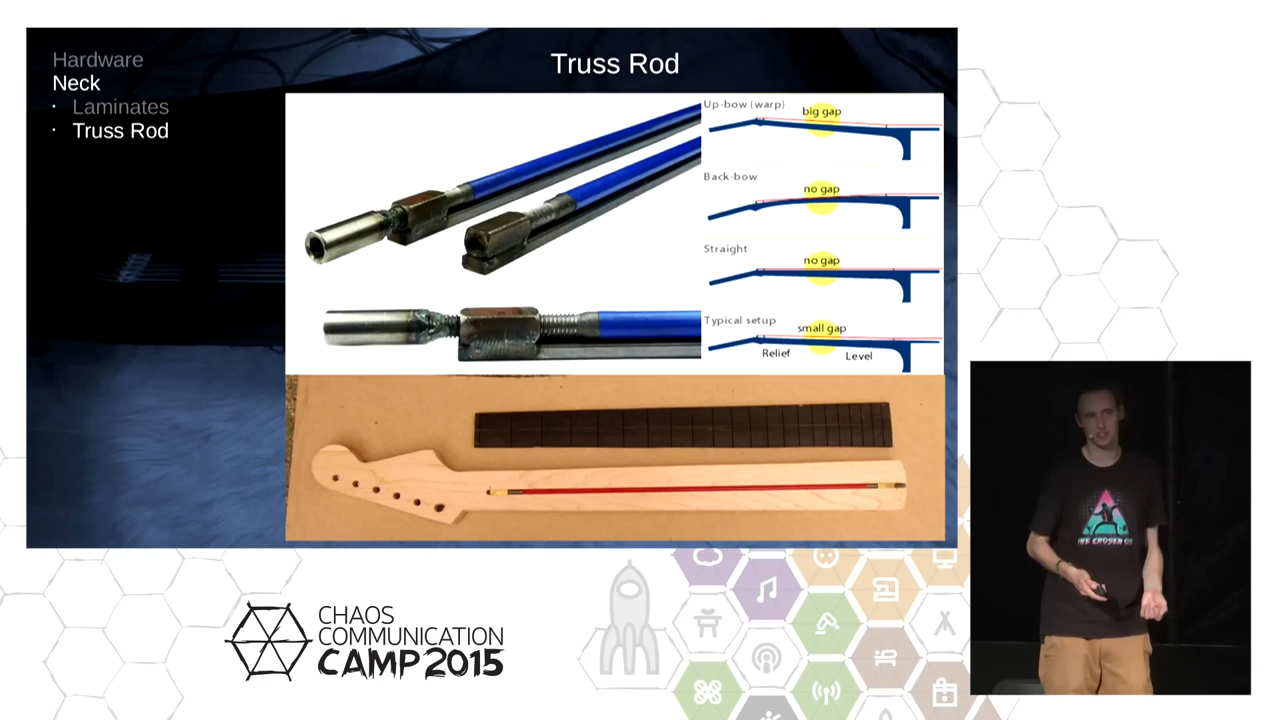 Hardware
Neck
· Laminates
· Truss Rod
Truss Rod
Up-bow (warp)
big gap
Back-bow
no gap
Straight
no gap
Typical setup
small gap
Relief
Level
CHAOS
COMMUNICATION
CAMP 2015